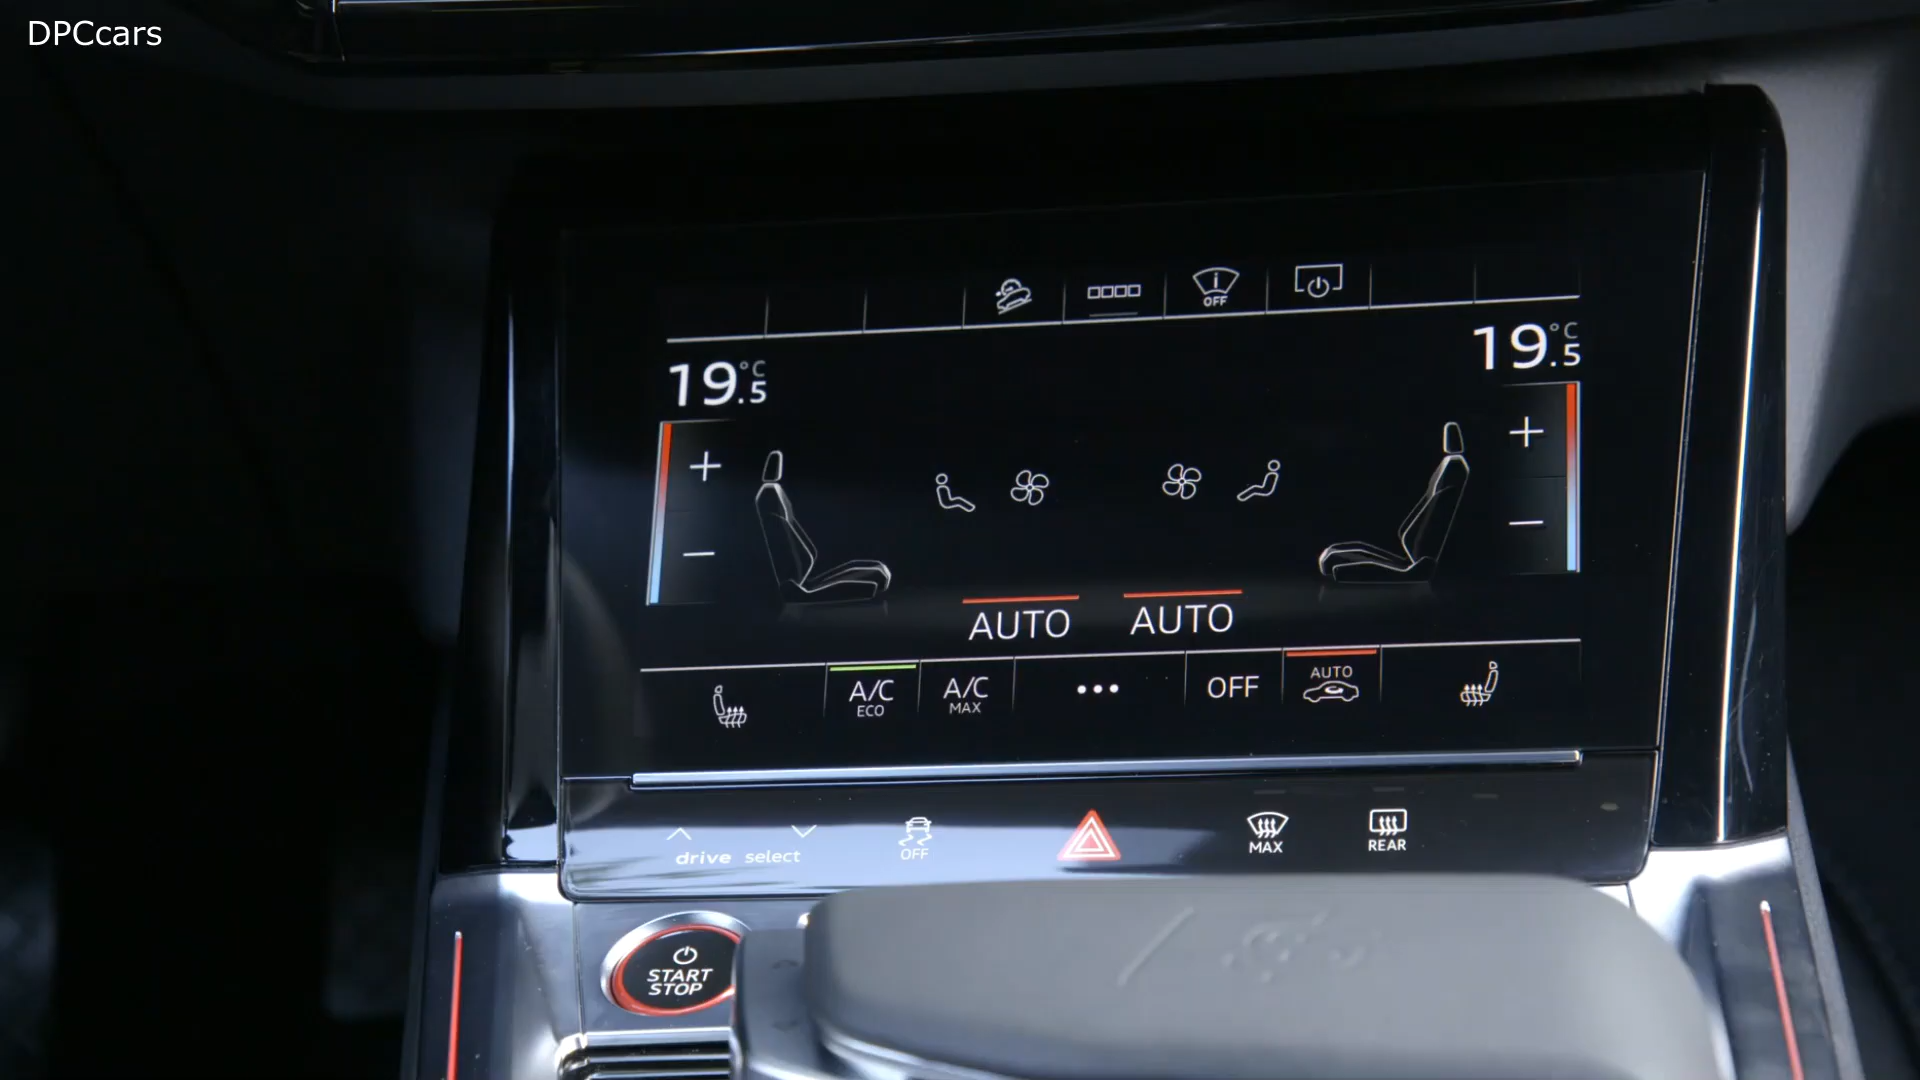 DPCcars
OFF
19.5 °C
19.5 °C
AUTO AUTO
A/C ECO
A/C MAX
OFF
AUTO
drive select
OFF
MAX
REAR
START
STOP